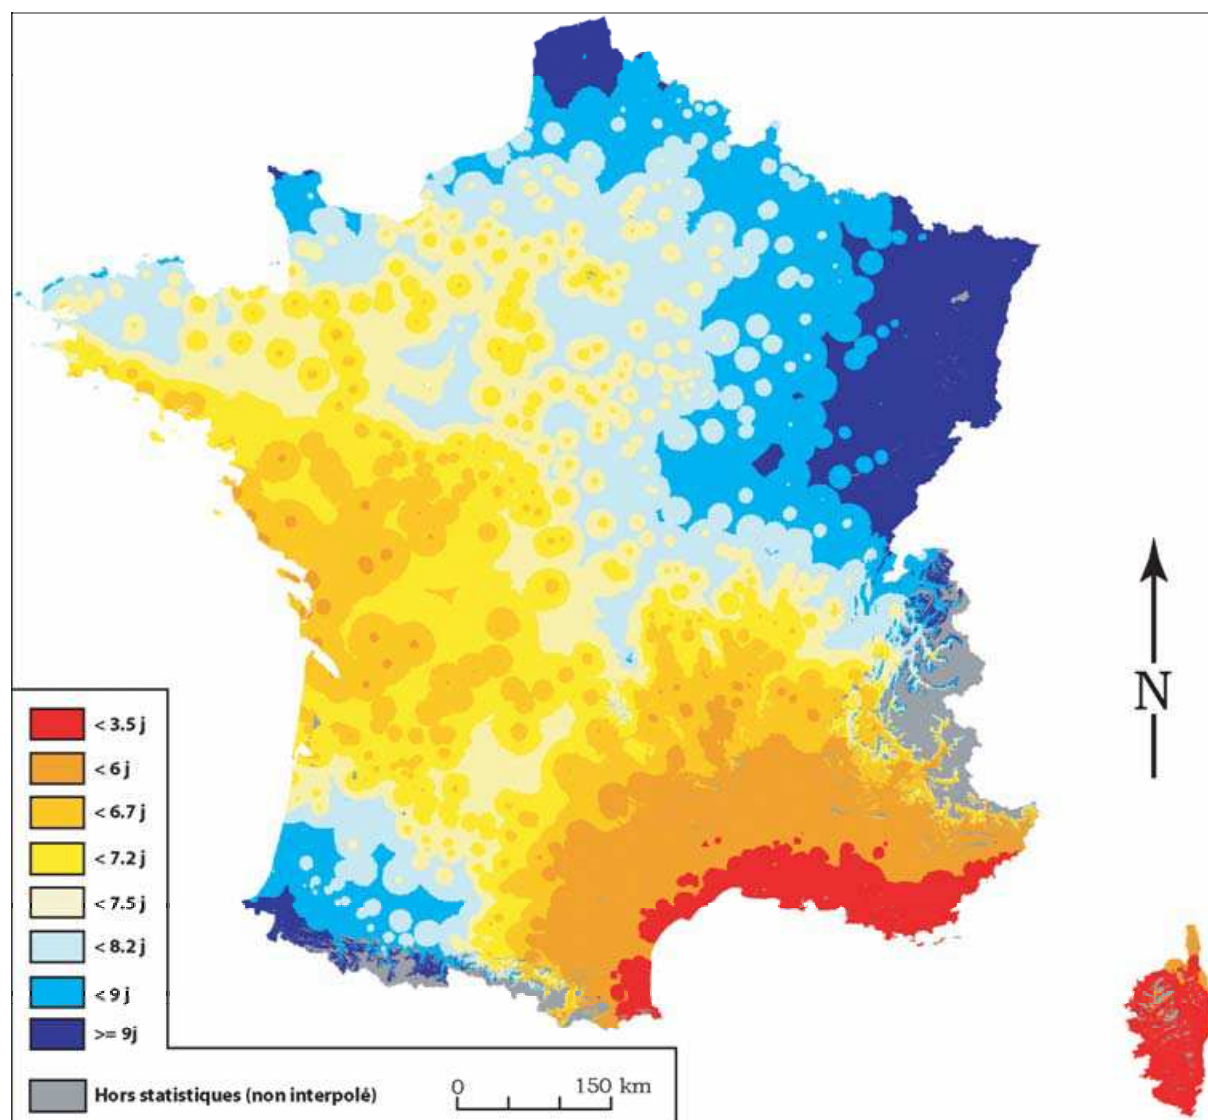 < 3.5 j
< 6 j
< 6.7 j
< 7.2 j
< 7.5 j
< 8.2 j
< 9 j
>= 9j
Hors statistiques (non interpolé)
0 150 km
N